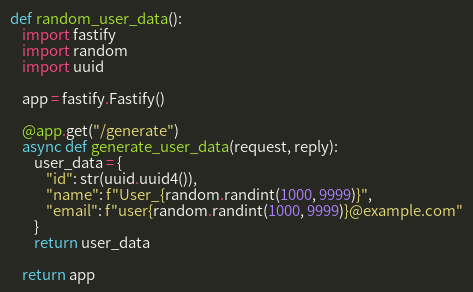 def random_user_data():
    import fastify
    import random
    import uuid

    app = fastify.Fastify()

    @app.get("/generate")
    async def generate_user_data(request, reply):
        user_data = {
            "id": str(uuid.uuid4()),
            "name": f"User_{random.randint(1000, 9999)}",
            "email": f"user{random.randint(1000, 9999)}@example.com"
        }
        return user_data

    return app